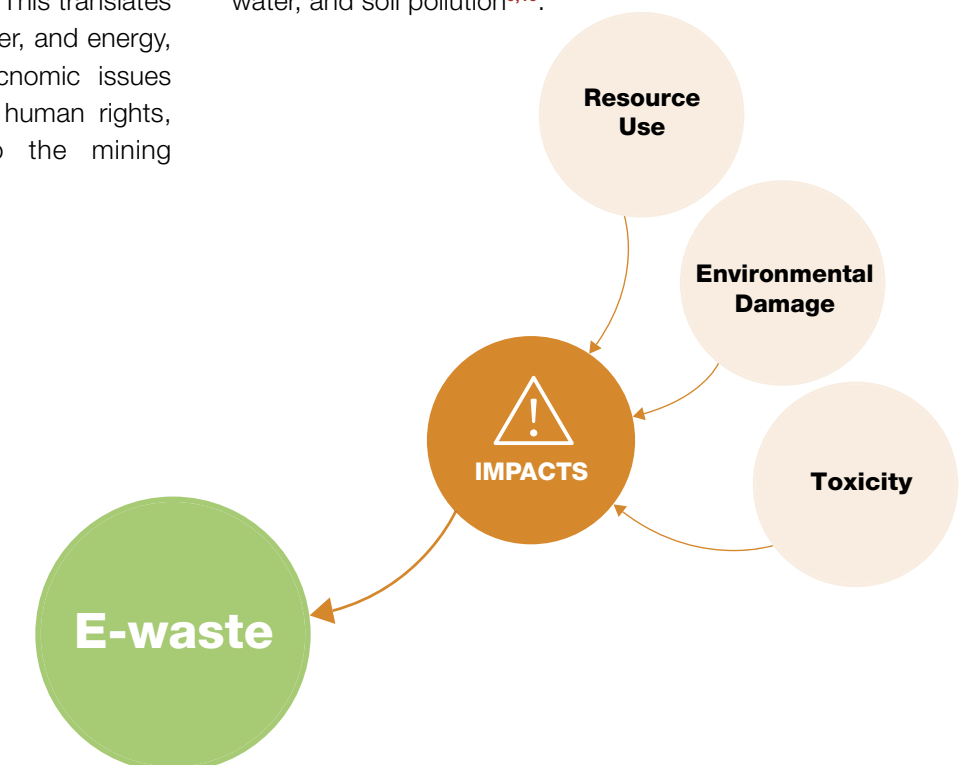 This translates
er, and energy,
cnomic issues
human rights,
the mining
water, and soil pollution
Resource
Use
Environmental
Damage
Toxicity
IMPACTS
E-waste